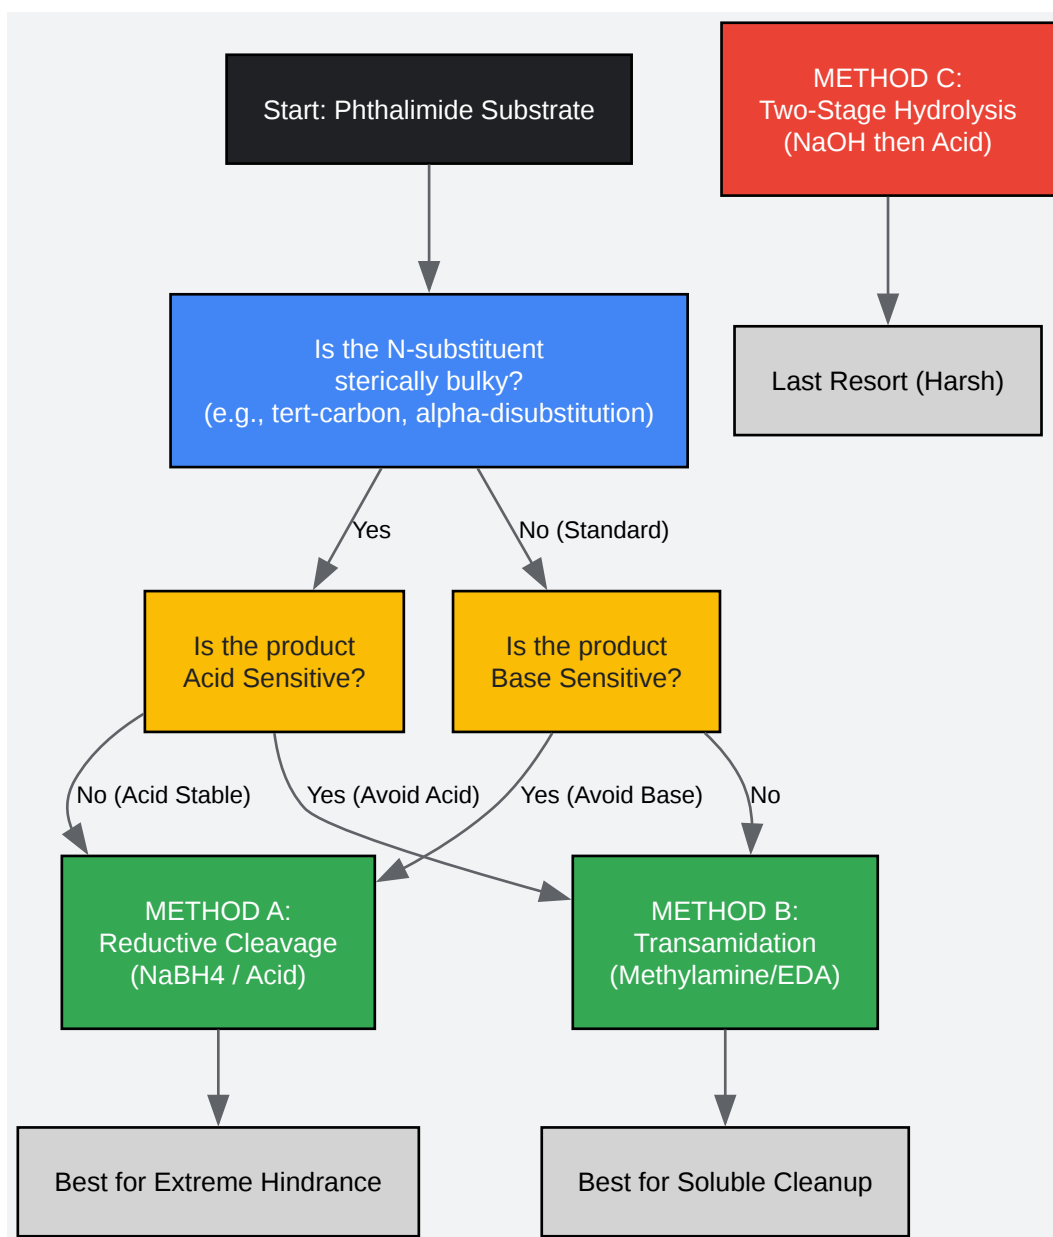 Start: Phthalimide Substrate
METHOD C:
Two-Stage Hydrolysis
(NaOH then Acid)
Is the N-substituent
sterically bulky?
(e.g., tert-carbon, alpha-disubstitution)
Last Resort (Harsh)
Yes
No (Standard)
Is the product
Acid Sensitive?
Is the product
Base Sensitive?
No (Acid Stable)
Yes (Avoid Acid)
Yes (Avoid Base)
No
METHOD A:
Reductive Cleavage
(NaBH4 / Acid)
METHOD B:
Transamidation
(Methylamine/EDA)
Best for Extreme Hindrance
Best for Soluble Cleanup